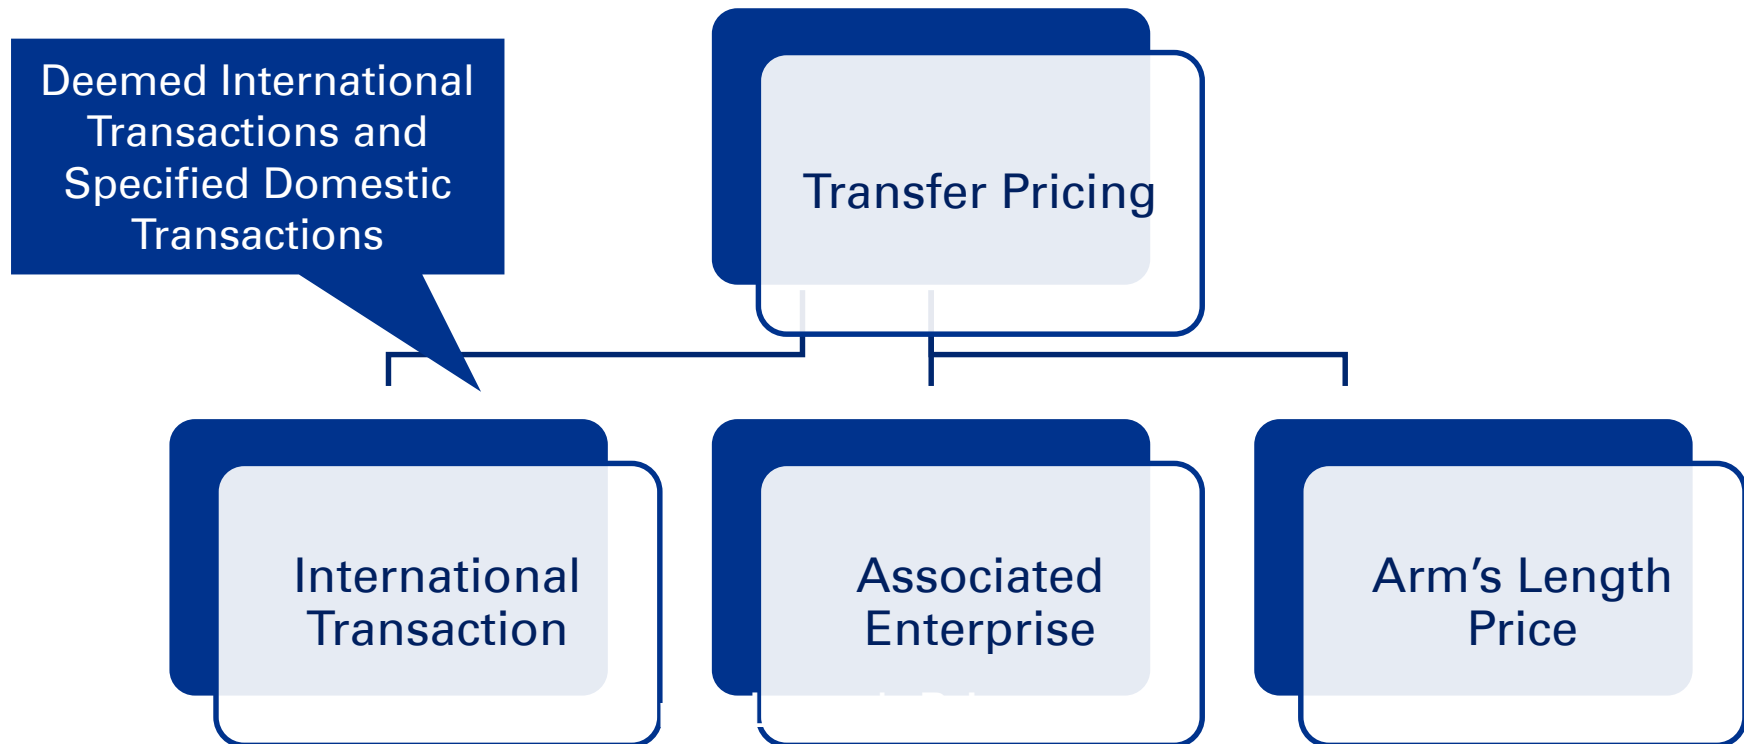 Deemed International
Transactions and
Specified Domestic
Transactions
Transfer Pricing
International
Transaction
Associated
Enterprise
Arm’s Length
Price